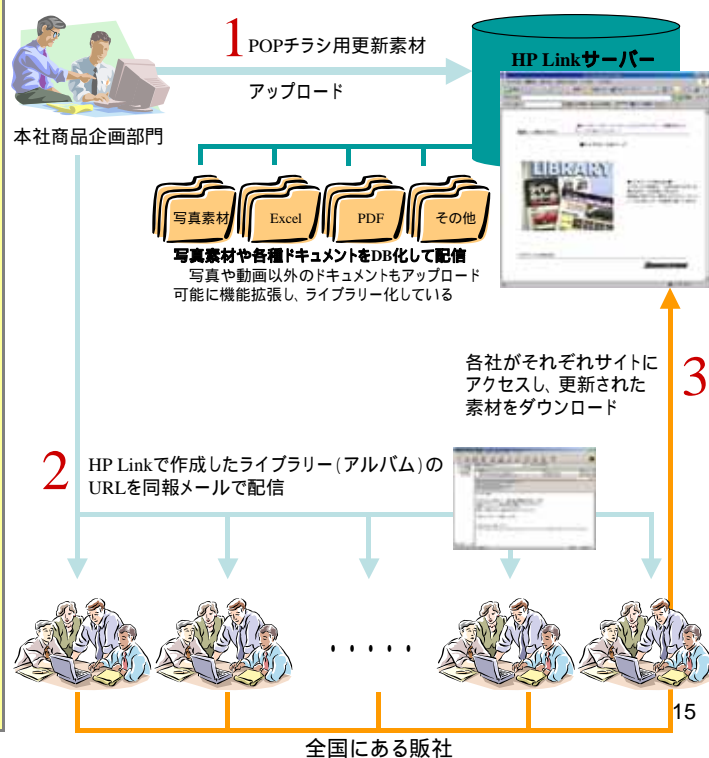 1
POPチラシ用更新素材
アップロード
HP Linkサーバー
LIBRARY
本社商品企画部門
写真素材
Excel
PDF
その他
写真素材や各種ドキュメントをDB化して配信
写真や動画以外のドキュメントもアップロード
可能に機能拡張し、ライブラリー化している
各社がそれぞれサイトに
アクセスし、更新された
素材をダウンロード
3
2
HP Linkで作成したライブラリー(アルバム)の
URLを同報メールで配信
・・・・・
15
全国にある販社